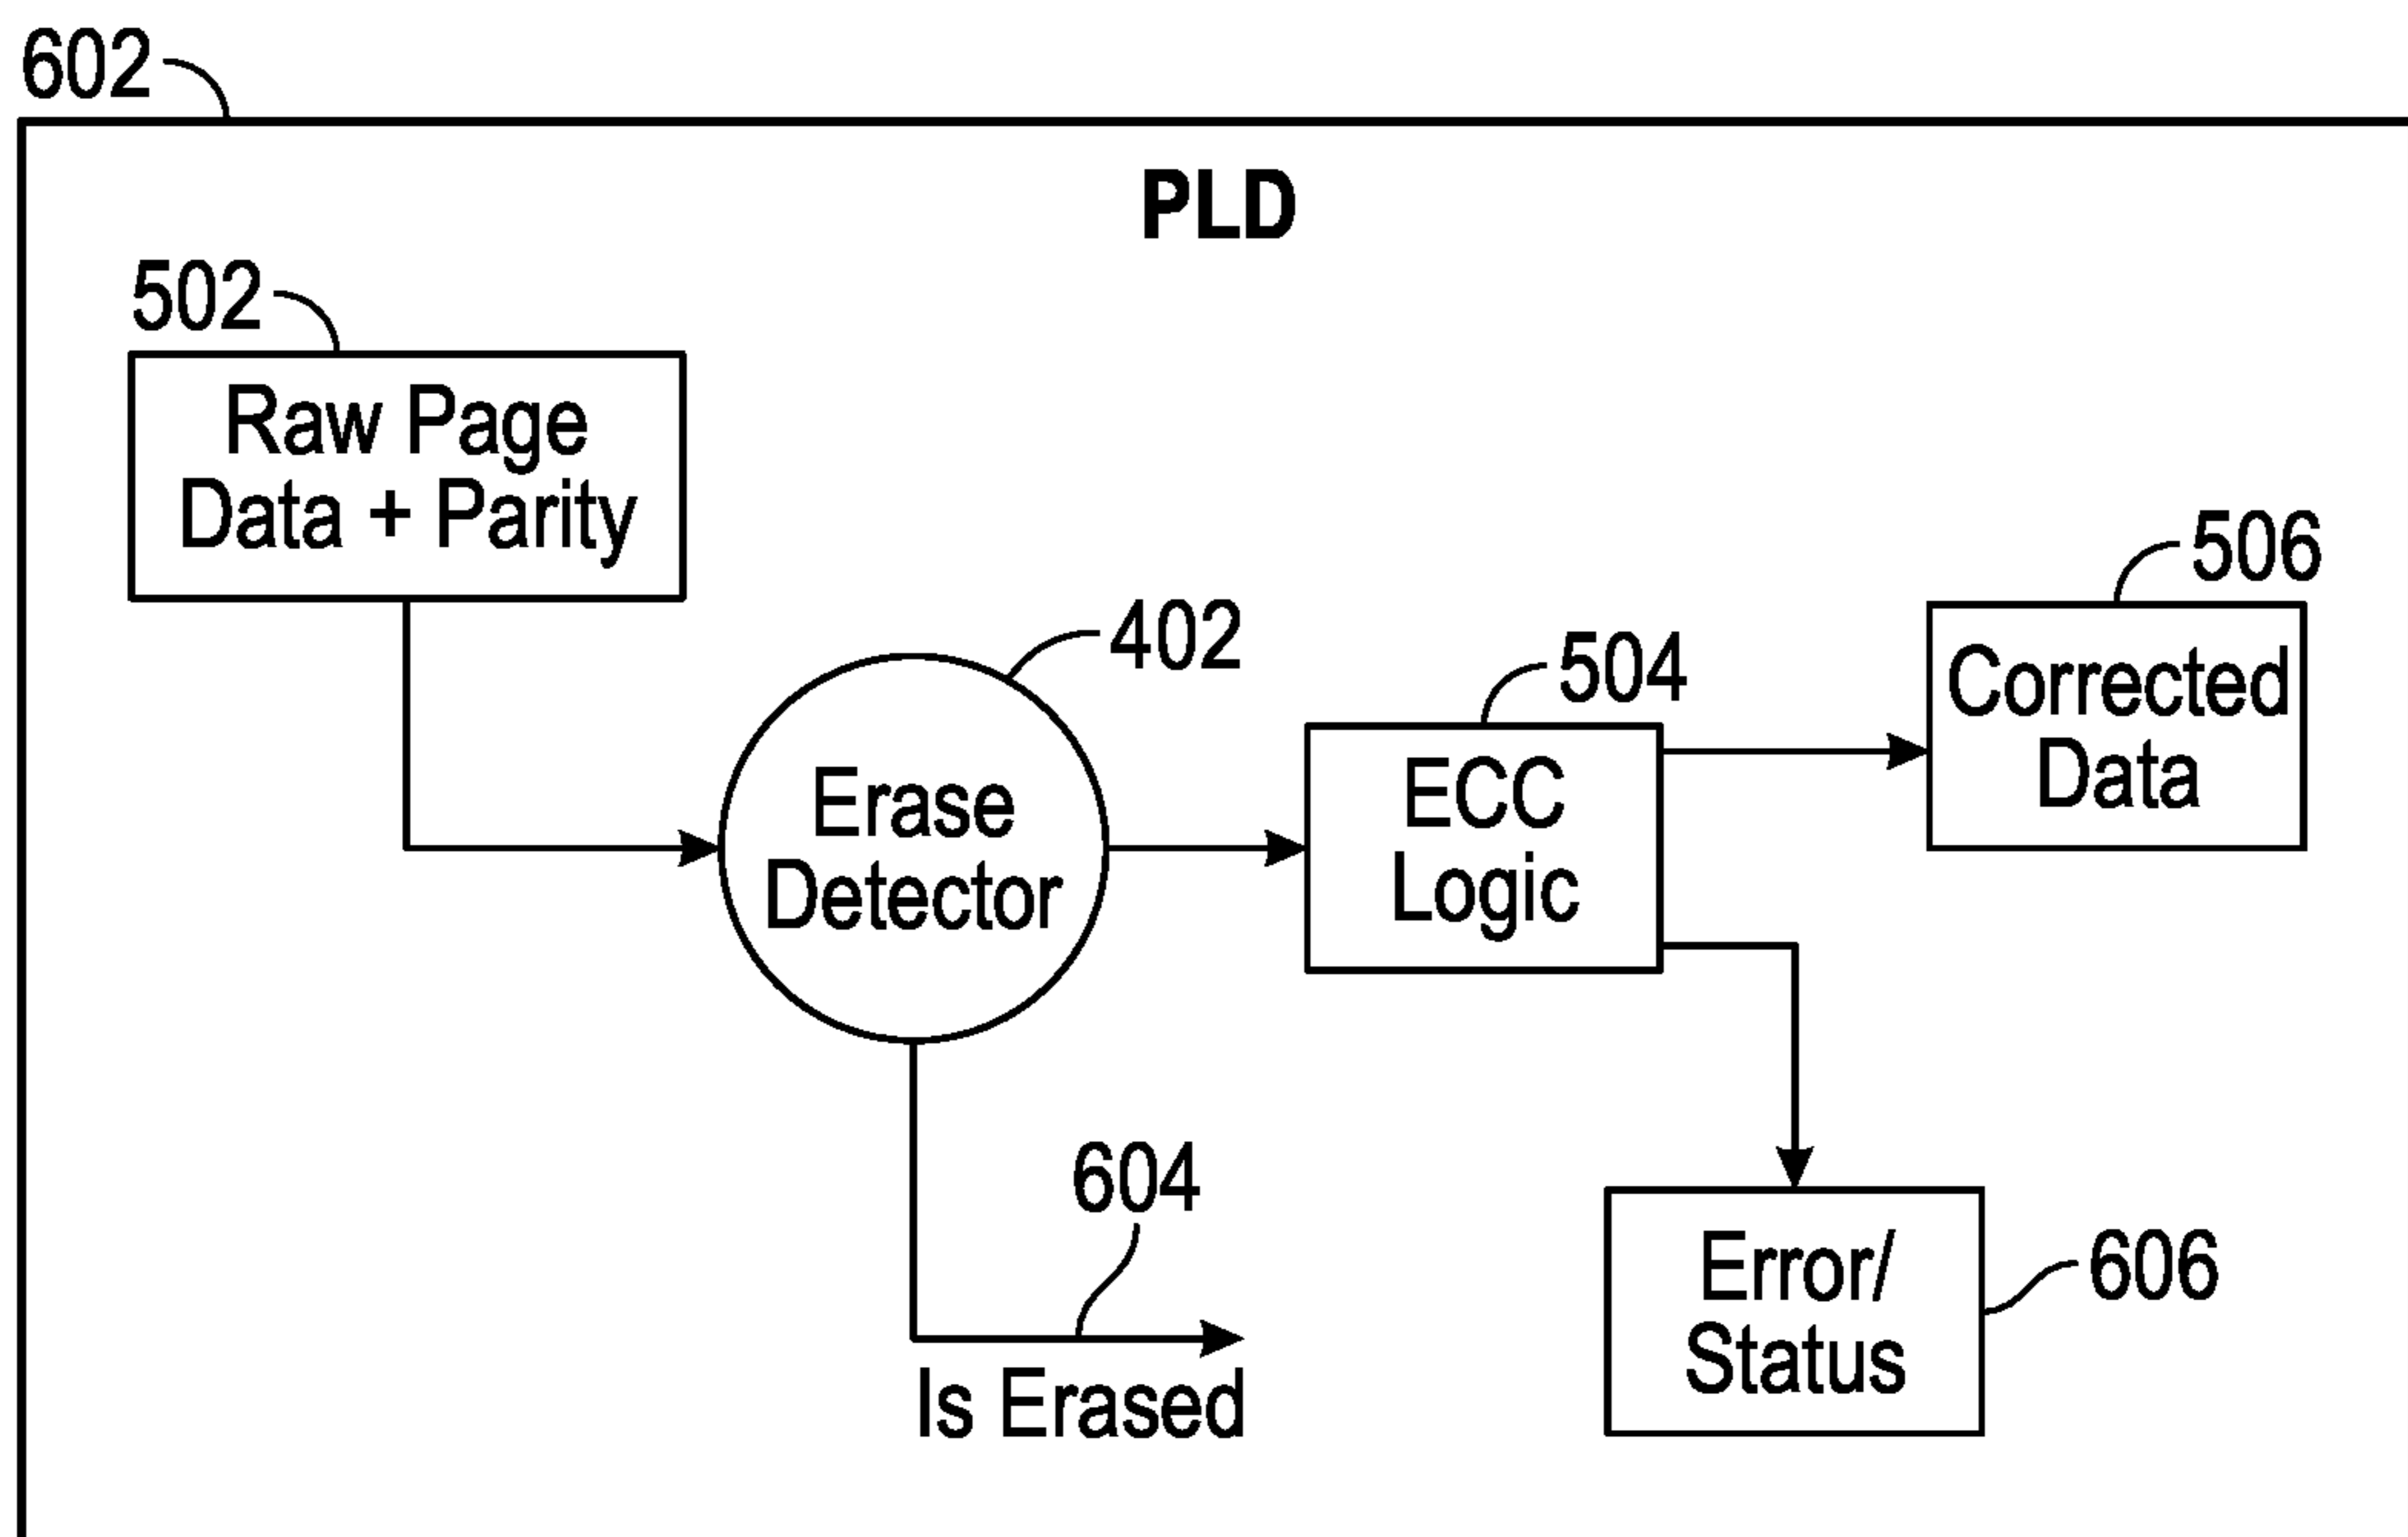 602
PLD
502
Raw Page
Data + Parity
402
Erase
Detector
504
ECC
Logic
506
Corrected
Data
604
Is Erased
Error/
Status
606